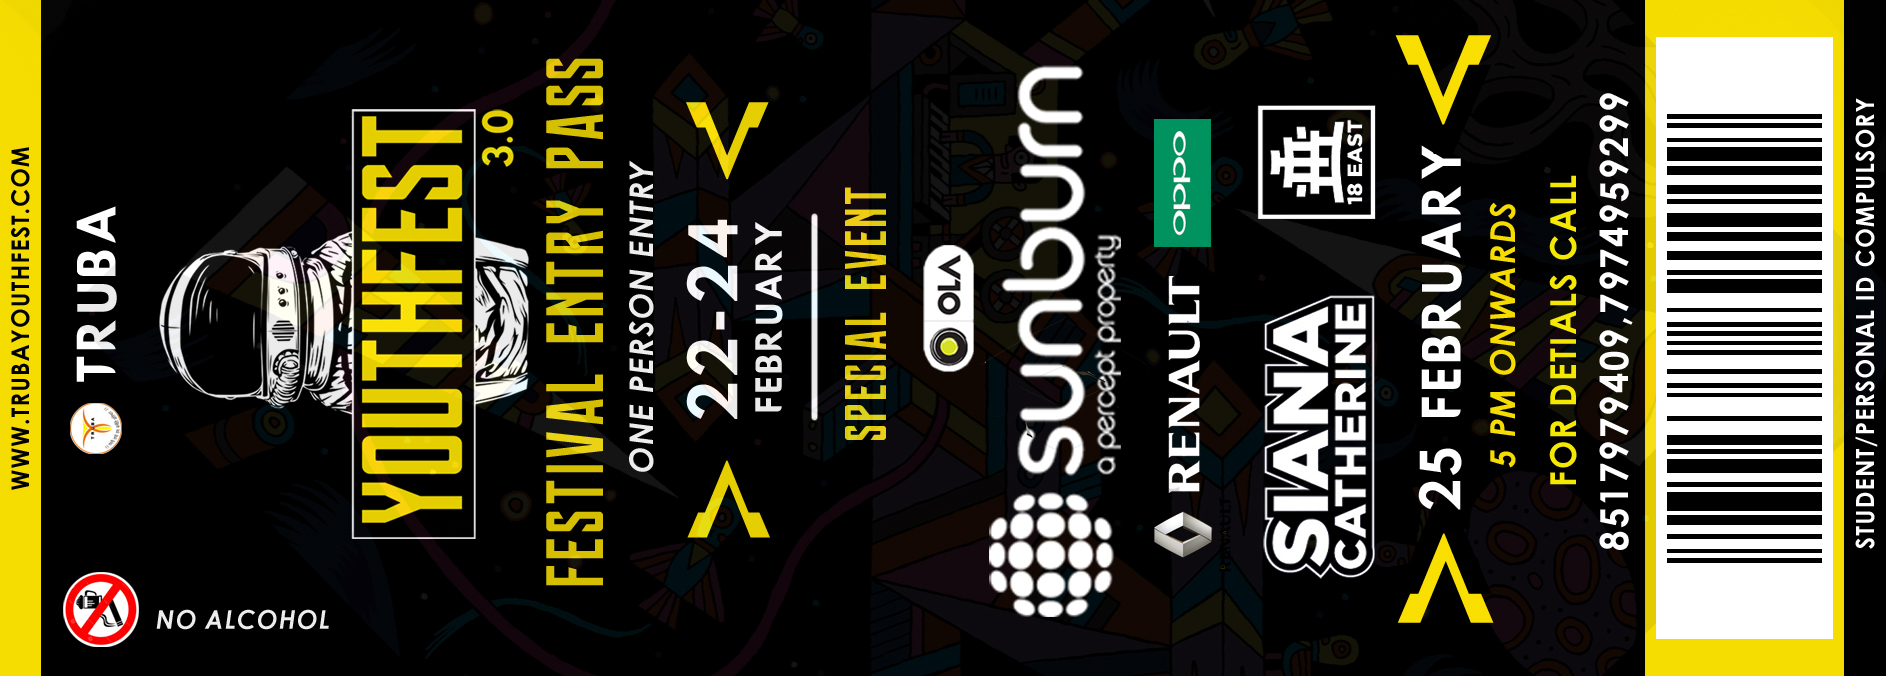 WWW.TRUBAYOUTHFEST.COM
TRUBA
NO ALCOHOL
YOUTHFEST
3.0
FESTIVAL ENTRY PASS
ONE PERSON ENTRY
22-24
FEBRUARY
SPECIAL EVENT
OLA
sunburn
a percept property
RENAULT
oppo
SIANA
CATHERINE
18 EAST
25 FEBRUARY
5 PM ONWARDS
FOR DETIALS CALL
8517979409,7974959299
STUDENT/PERSONAL ID COMPULSORY